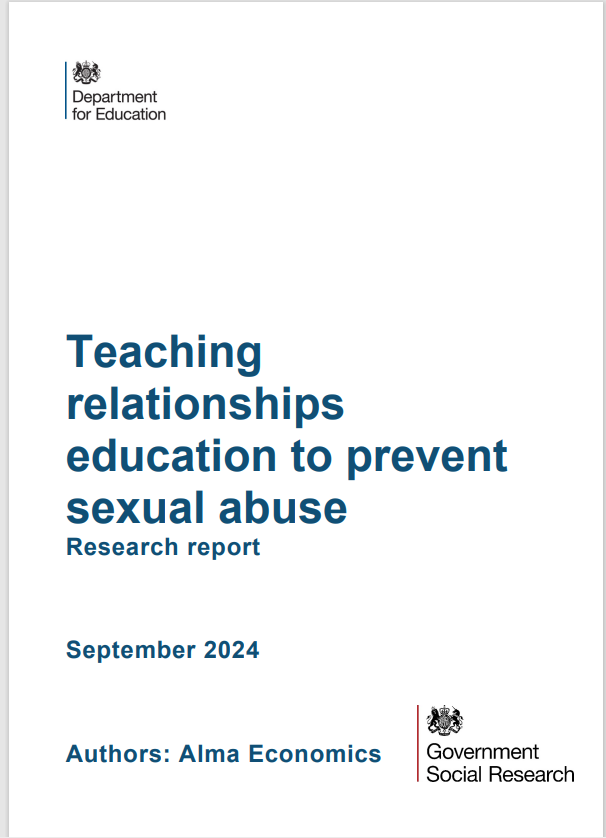 Department
for Education
Teaching
relationships
education to prevent
sexual abuse
Research report
September 2024
Authors: Alma Economics
Government
Social Research